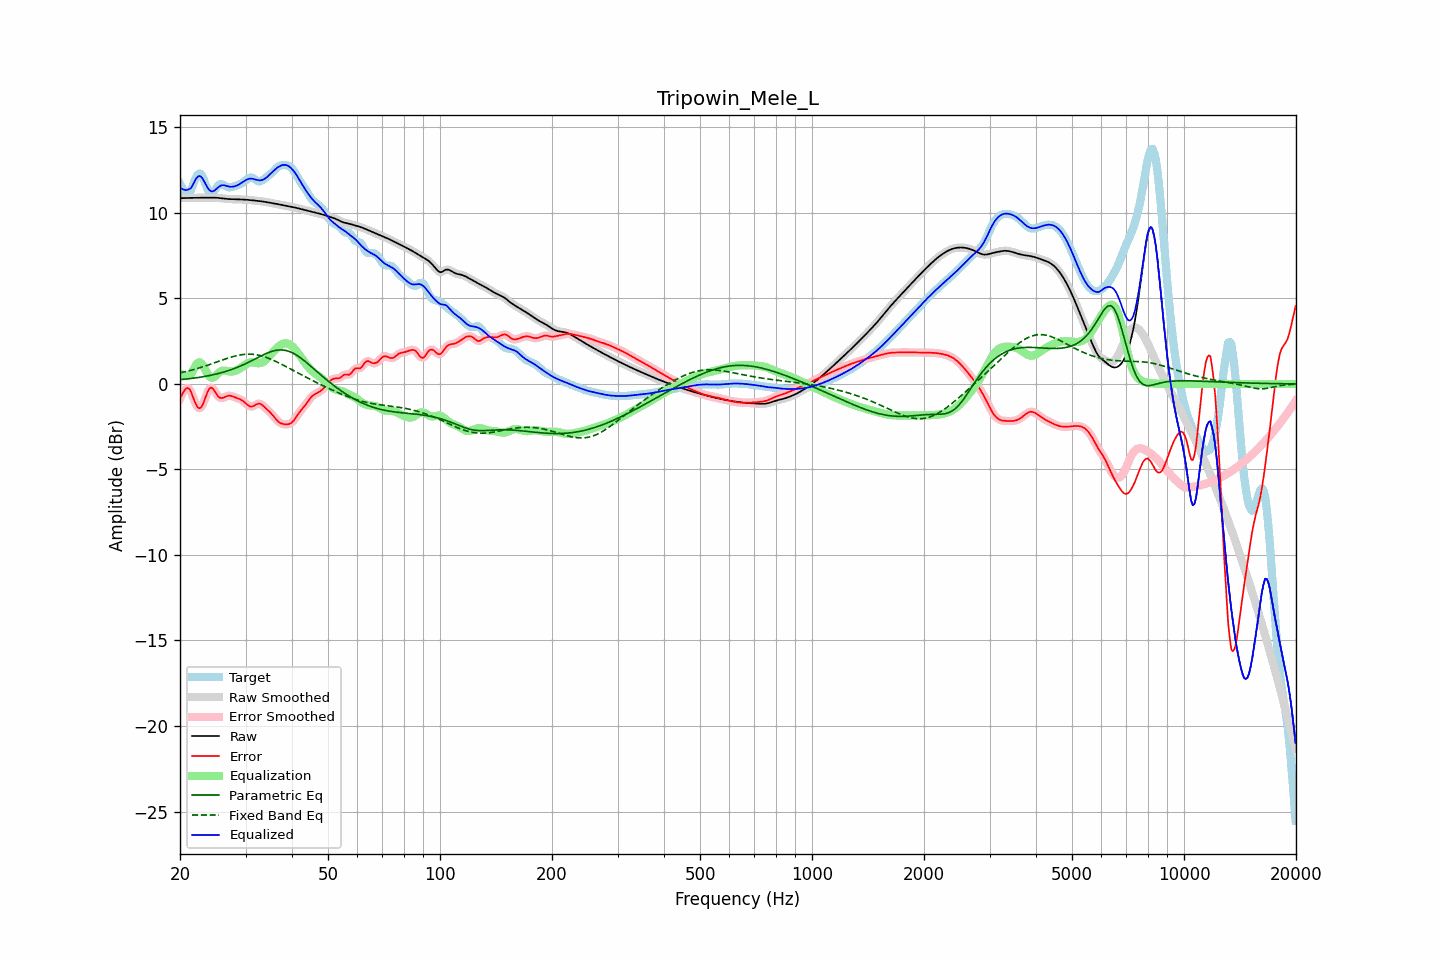 Tripowin_Mele_L
15
10
5
0
−5
−10
−15
−20
−25
Amplitude (dBr)
Target
Raw Smoothed
Error Smoothed
Raw
Error
Equalization
Parametric Eq
Fixed Band Eq
Equalized
20 50 100 200 500 1000 2000 5000 10000 20000
Frequency (Hz)